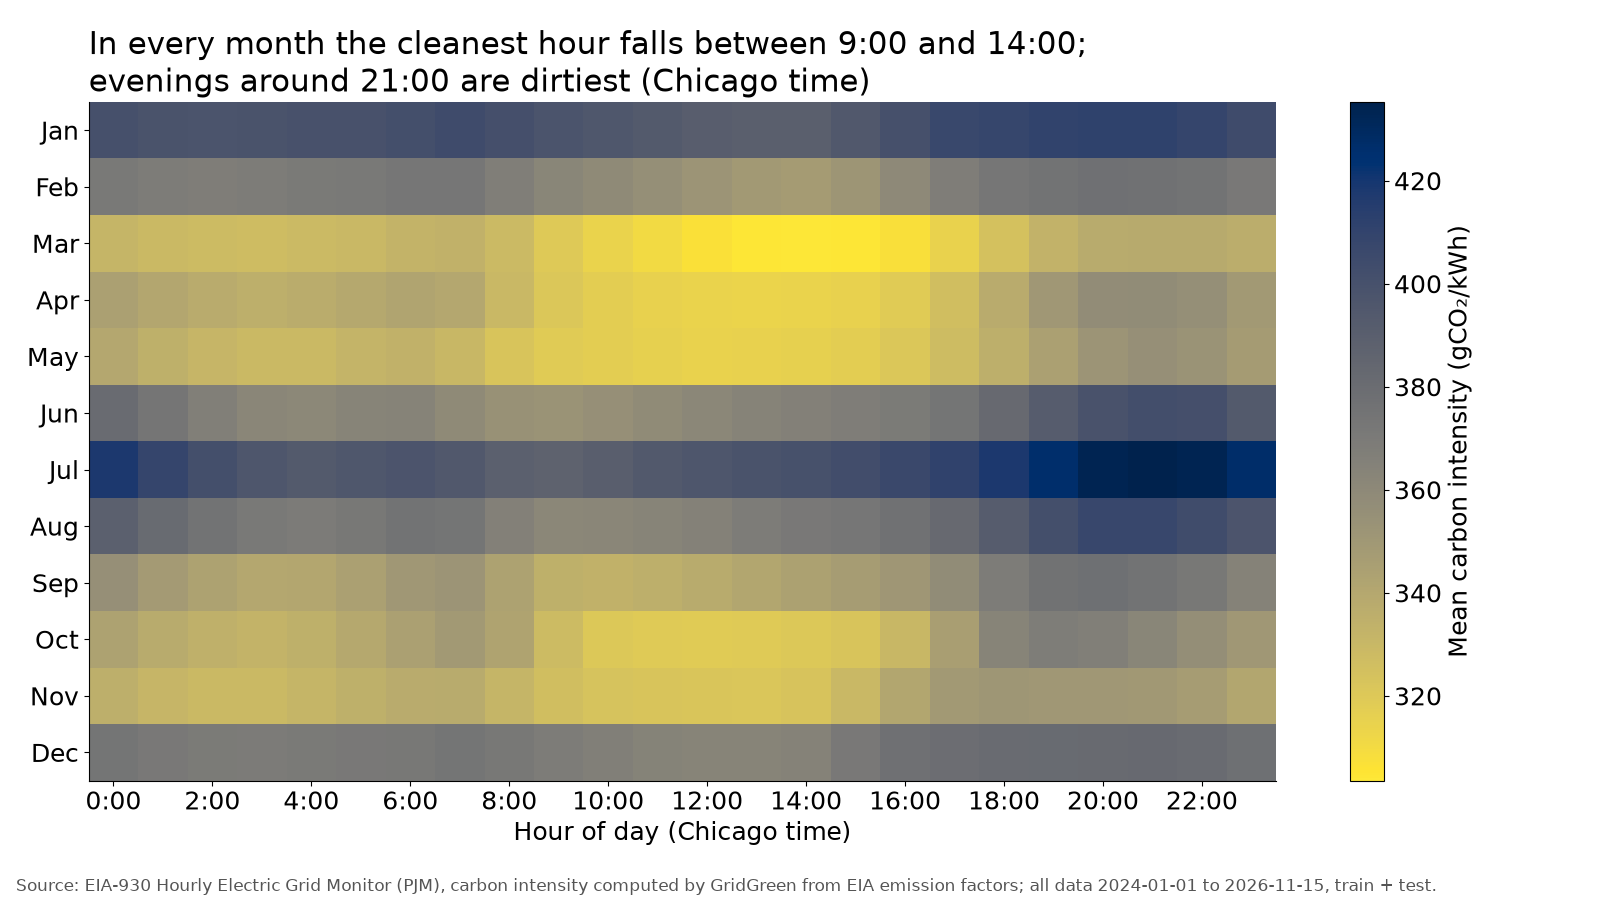 In every month the cleanest hour falls between 9:00 and 14:00;
evenings around 21:00 are dirtiest (Chicago time)
Jan
Feb
Mar
Apr
May
Jun
Jul
Aug
Sep
Oct
Nov
Dec
0:00 2:00 4:00 6:00 8:00 10:00 12:00 14:00 16:00 18:00 20:00 22:00
Hour of day (Chicago time)
420
400
380
360
340
320
Mean carbon intensity (gCO₂/kWh)
Source: EIA-930 Hourly Electric Grid Monitor (PJM), carbon intensity computed by GridGreen from EIA emission factors; all data 2024-01-01 to 2026-11-15, train + test.